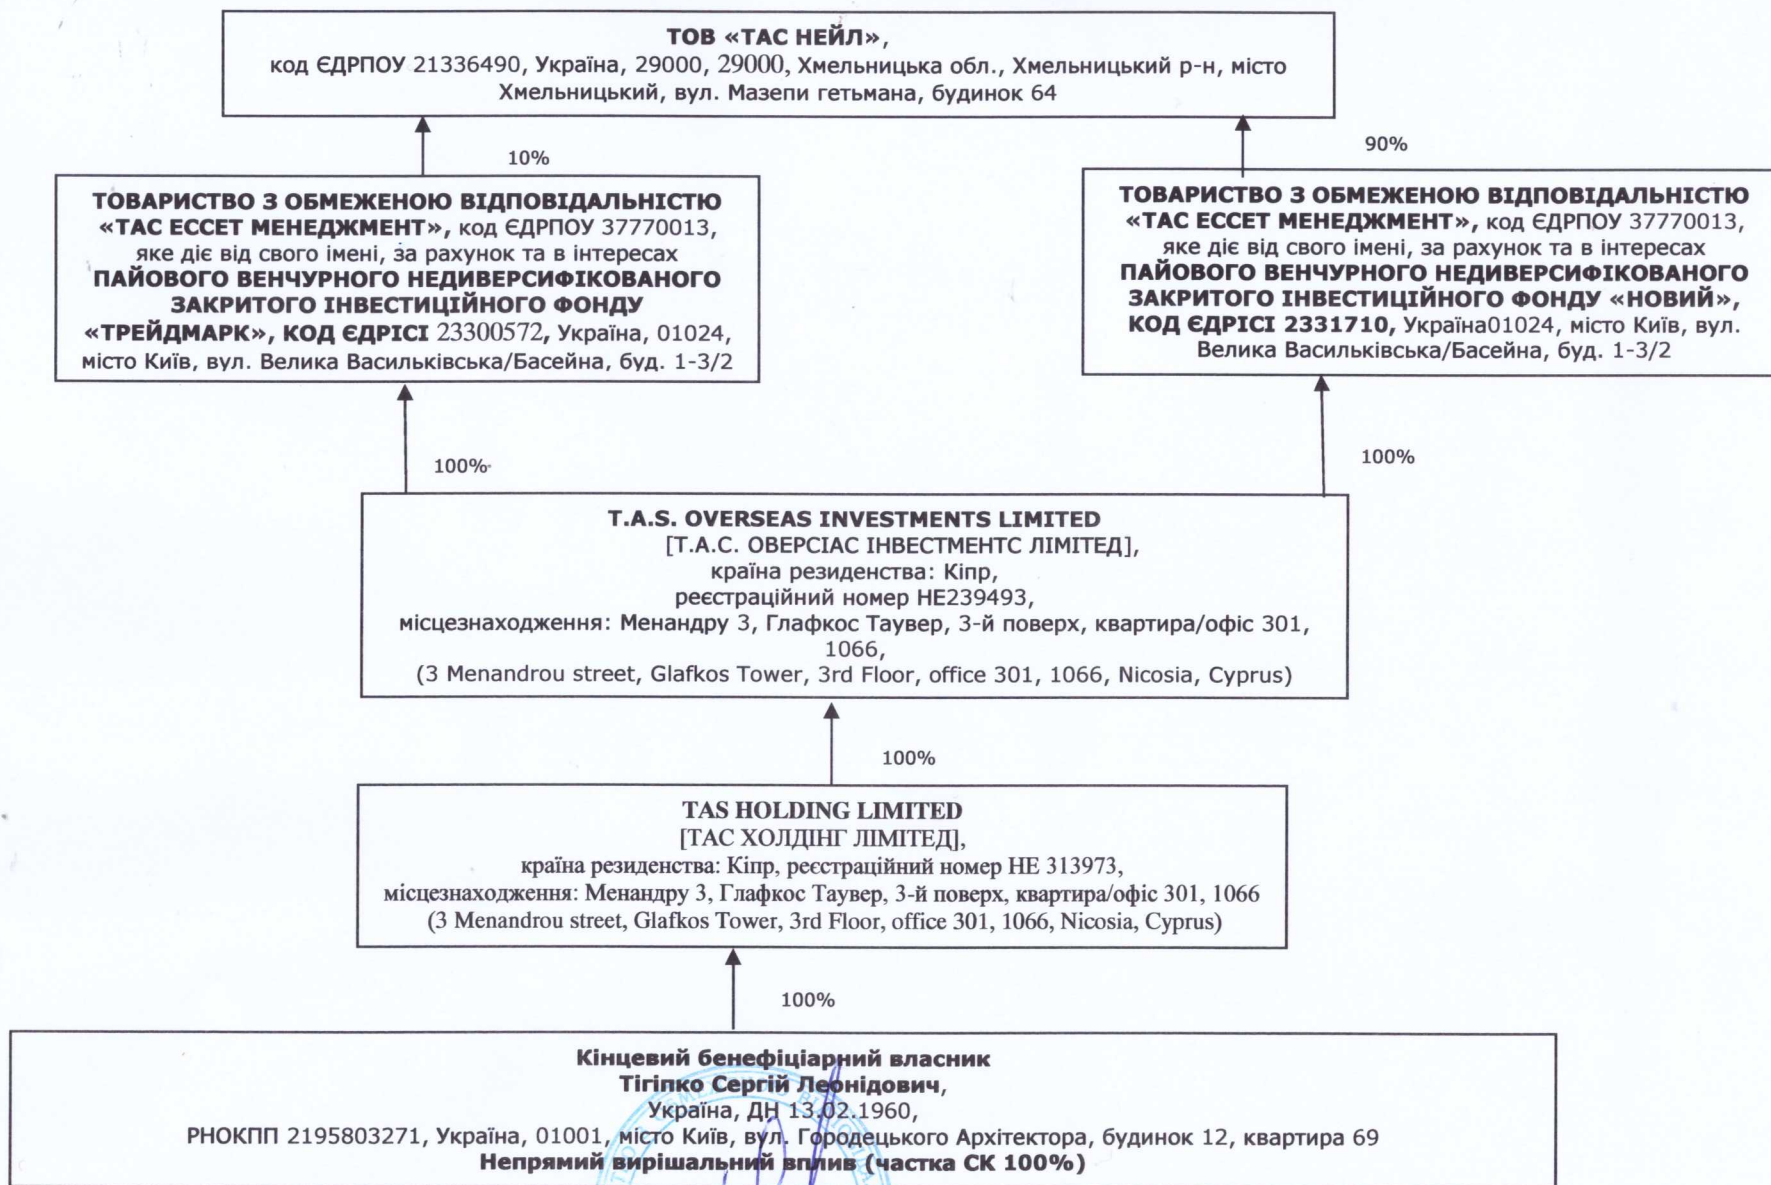 ТОВ «ТАС НЕЙЛ»,
код ЄДРПОУ 21336490, Україна, 29000, 29000, Хмельницька обл., Хмельницький р-н, місто
Хмельницький, вул. Мазепи гетьмана, будинок 64
10%
90%
ТОВАРИСТВО З ОБМЕЖЕНОЮ ВІДПОВІДАЛЬНІСТЮ
«ТАС ЕССЕТ МЕНЕДЖМЕНТ», код ЄДРПОУ 37770013,
яке діє від свого імені, за рахунок та в інтересах
ПАЙОВОГО ВЕНЧУРНОГО НЕДИВЕРСИФІКОВАНОГО
ЗАКРИТОГО ІНВЕСТИЦІЙНОГО ФОНДУ
«ТРЕЙДМАРК», КОД ЄДРІСІ 23300572, Україна, 01024,
місто Київ, вул. Велика Васильківська/Басейна, буд. 1-3/2
ТОВАРИСТВО З ОБМЕЖЕНОЮ ВІДПОВІДАЛЬНІСТЮ
«ТАС ЕССЕТ МЕНЕДЖМЕНТ», код ЄДРПОУ 37770013,
яке діє від свого імені, за рахунок та в інтересах
ПАЙОВОГО ВЕНЧУРНОГО НЕДИВЕРСИФІКОВАНОГО
ЗАКРИТОГО ІНВЕСТИЦІЙНОГО ФОНДУ «НОВИЙ»,
КОД ЄДРІСІ 2331710, Україна01024, місто Київ, вул.
Велика Васильківська/Басейна, буд. 1-3/2
100%
100%
T.A.S. OVERSEAS INVESTMENTS LIMITED
[Т.А.С. ОВЕРСІАС ІНВЕСТМЕНТС ЛІМІТЕД],
країна резиденства: Кіпр,
реєстраційний номер НЕ239493,
місцезнаходження: Менандру 3, Глафкос Таувер, 3-й поверх, квартира/офіс 301,
1066,
(3 Menandrou street, Glafkos Tower, 3rd Floor, office 301, 1066, Nicosia, Cyprus)
100%
TAS HOLDING LIMITED
[ТАС ХОЛДІНГ ЛІМІТЕД],
країна резиденства: Кіпр, реєстраційний номер НЕ 313973,
місцезнаходження: Менандру 3, Глафкос Таувер, 3-й поверх, квартира/офіс 301, 1066
(3 Menandrou street, Glafkos Tower, 3rd Floor, office 301, 1066, Nicosia, Cyprus)
100%
Кінцевий бенефіціарний власник
Тігіпко Сергій Леонідович,
Україна, ДН 13.02.1960,
РНОКПП 2195803271, Україна, 01001, місто Київ, вул. Городецького Архітектора, будинок 12, квартира 69
Непрямий вирішальний вплив (частка СК 100%)